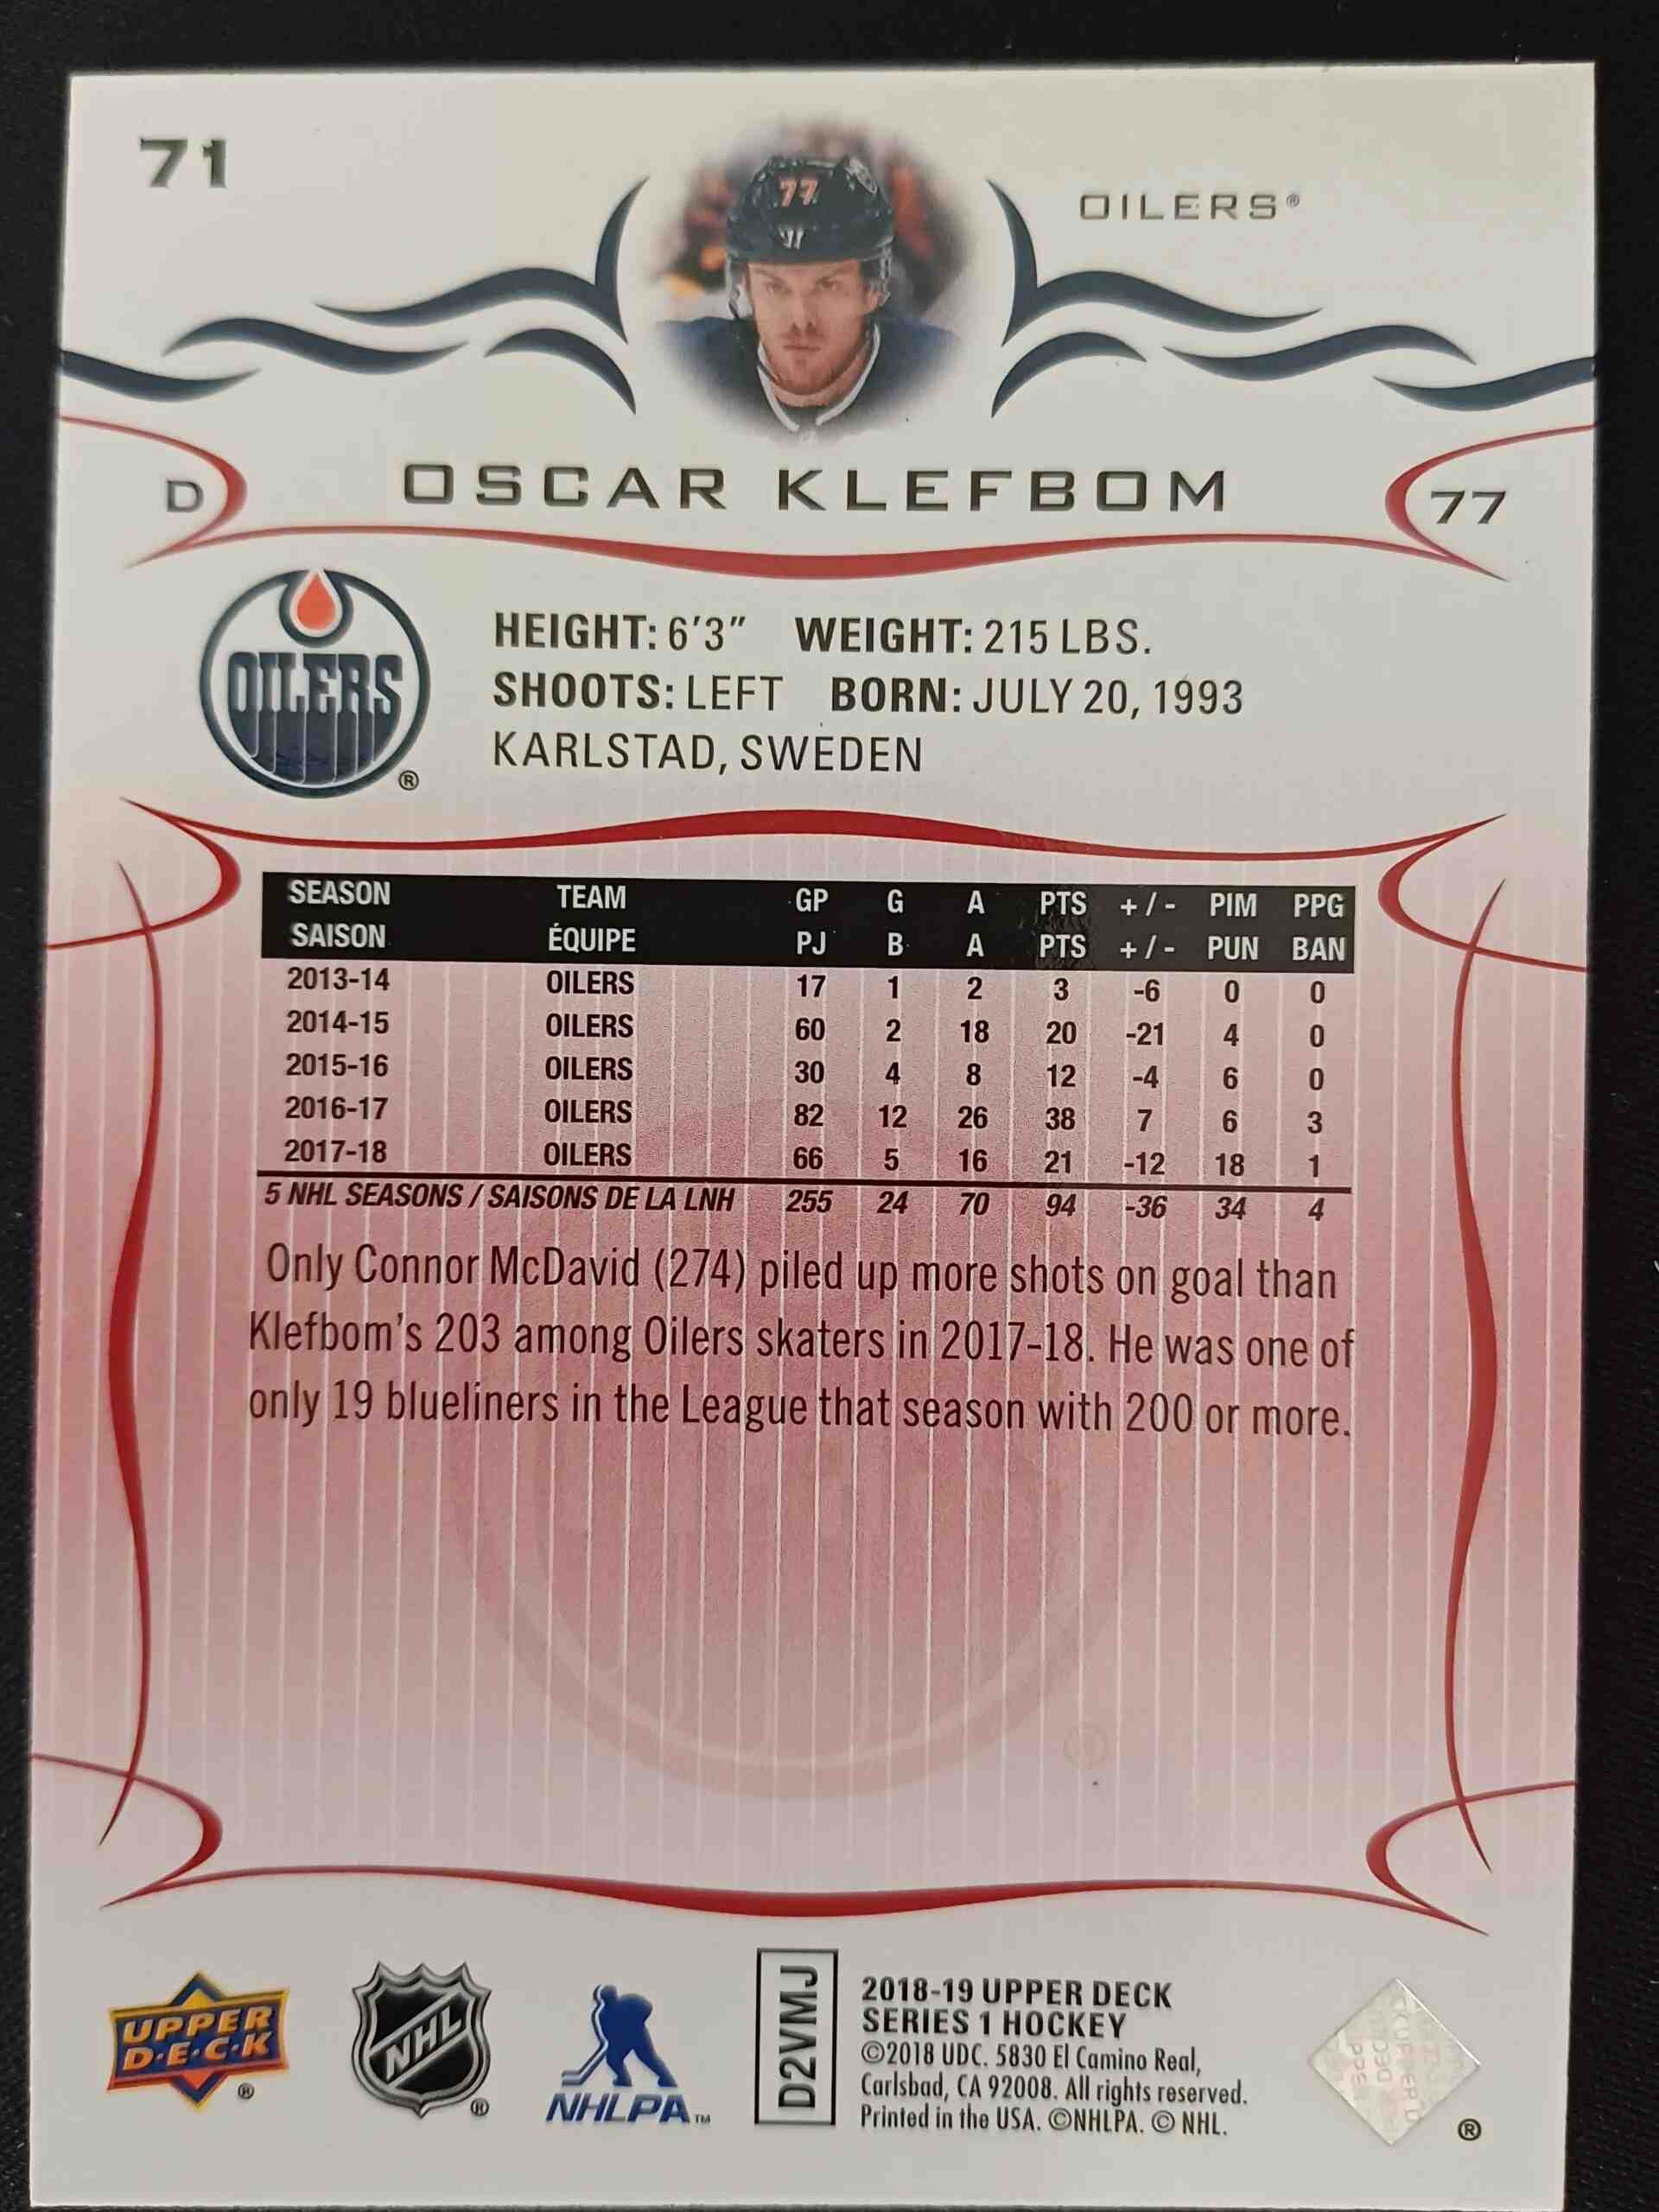 71
77
OILERS®
D
OSCAR KLEFBOM
77
OILERS
®
HEIGHT: 6'3" WEIGHT: 215 LBS.
SHOOTS: LEFT BORN: JULY 20, 1993
KARLSTAD, SWEDEN
SEASON TEAM GP G A PTS +/- PIM PPG
SAISON ÉQUIPE PJ B A PTS +/- PUN BAN
2013-14 OILERS 17 1 2 3 -6 0 0
2014-15 OILERS 60 2 18 20 -21 4 0
2015-16 OILERS 30 4 8 12 -4 6 0
2016-17 OILERS 82 12 26 38 7 6 3
2017-18 OILERS 66 5 16 21 -12 18 1
5 NHL SEASONS / SAISONS DE LA LNH 255 24 70 94 -36 34 4
Only Connor McDavid (274) piled up more shots on goal than
Klefbom's 203 among Oilers skaters in 2017-18. He was one of
only 19 blueliners in the League that season with 200 or more.
UPPER
D·E·C·K
®
NHL
®
NHLPA™
D2VMJ
2018-19 UPPER DECK
SERIES 1 HOCKEY
©2018 UDC. 5830 El Camino Real,
Carlsbad, CA 92008. All rights reserved.
Printed in the USA. ©NHLPA. © NHL.
®